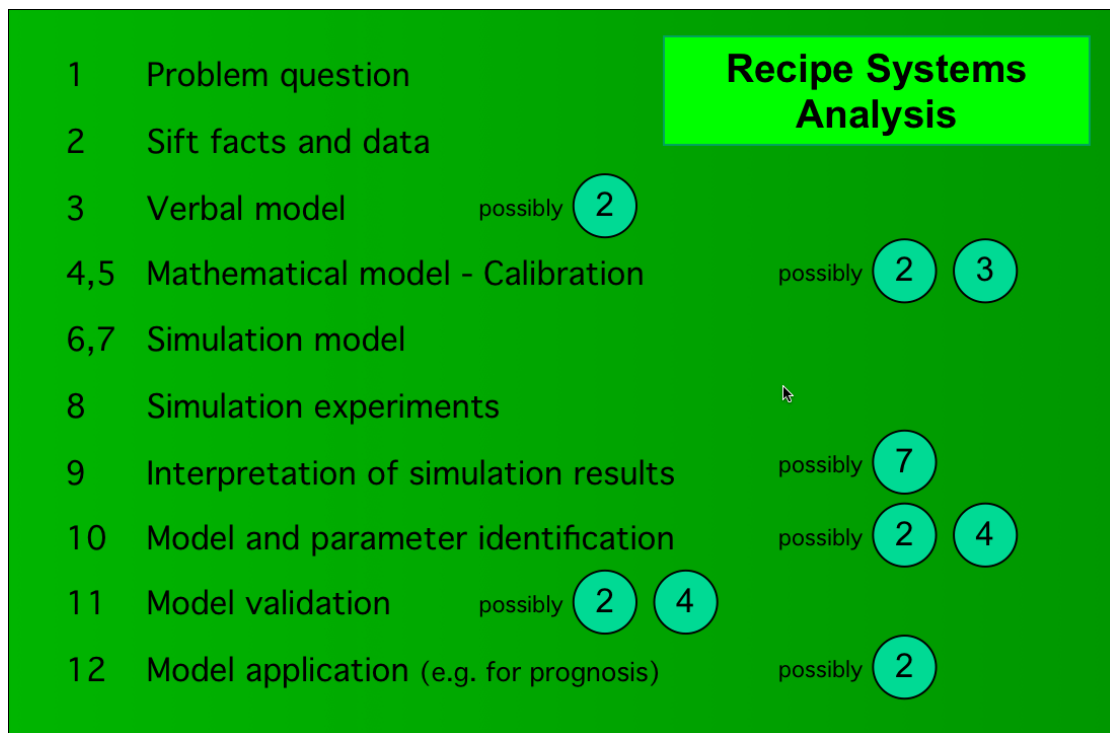 Recipe Systems
Analysis
1 Problem question
2 Sift facts and data
3 Verbal model possibly 2
4,5 Mathematical model - Calibration possibly 2 3
6,7 Simulation model
8 Simulation experiments
9 Interpretation of simulation results possibly 7
10 Model and parameter identification possibly 2 4
11 Model validation possibly 2 4
12 Model application (e.g. for prognosis) possibly 2